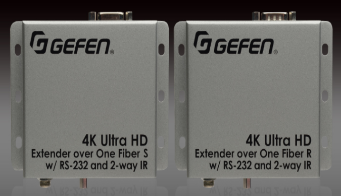 GEFEN®
4K Ultra HD
Extender over One Fiber S
w/ RS-232 and 2-way IR
GEFEN®
4K Ultra HD
Extender over One Fiber R
w/ RS-232 and 2-way IR